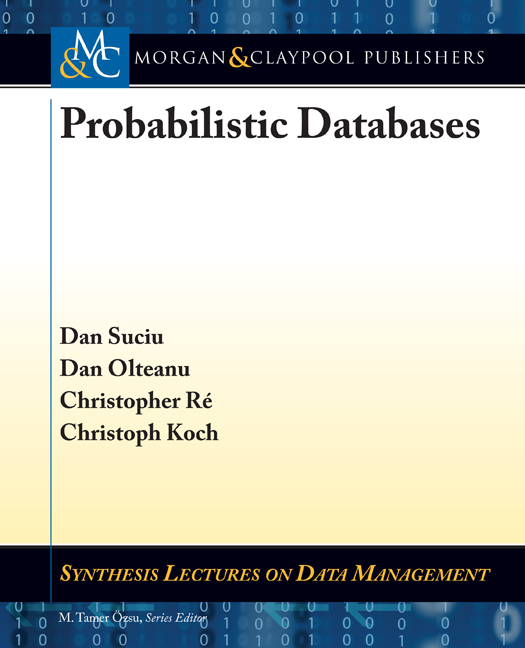 M&C MORGAN&CLAYPOOL PUBLISHERS
Probabilistic Databases
Dan Suciu
Dan Olteanu
Christopher Ré
Christoph Koch
SYNTHESIS LECTURES ON DATA MANAGEMENT
M. Tamer Özsu, Series Editor